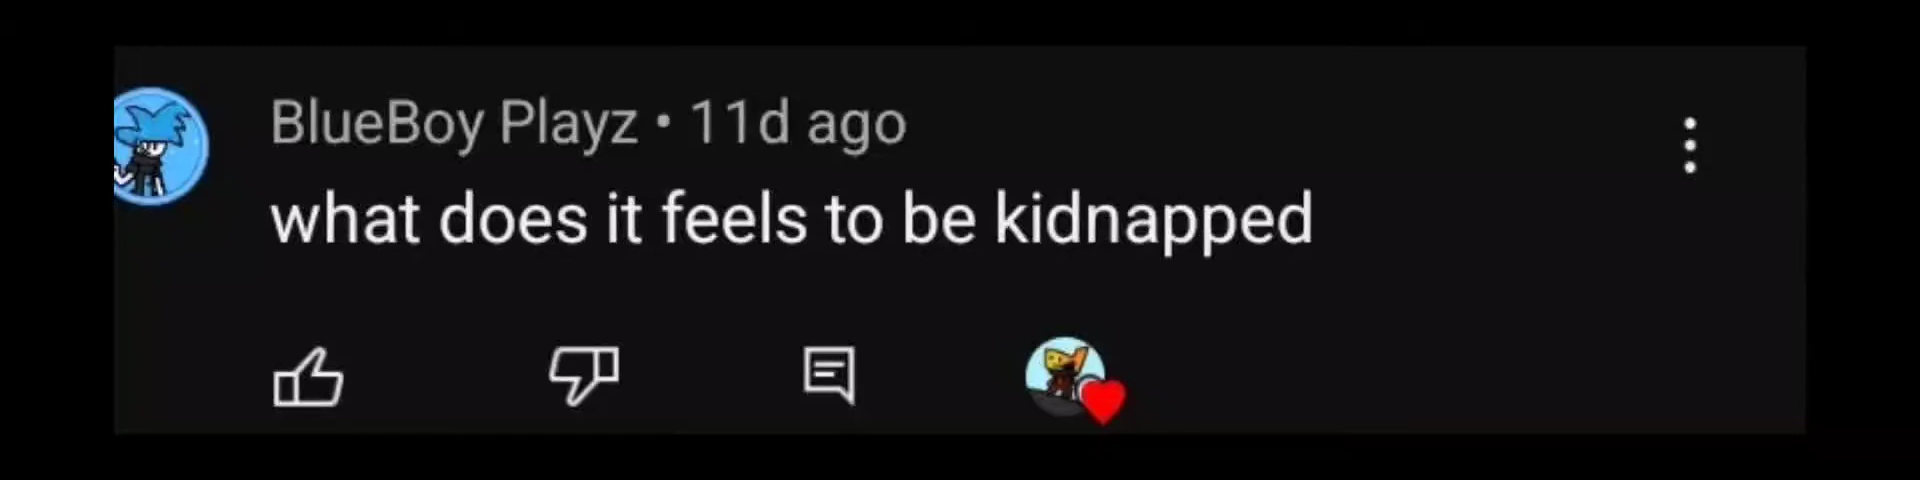 BlueBoy Playz • 11d ago
what does it feels to be kidnapped